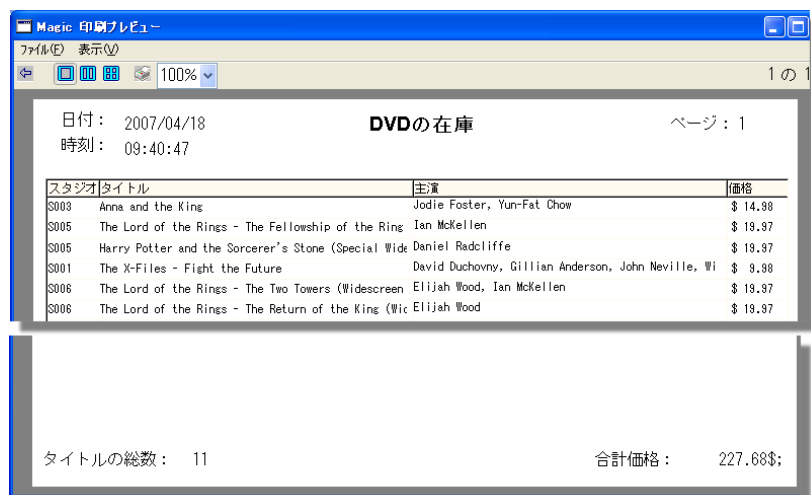 Magic 印刷プレビュー
ファイル(F) 表示(V)
100% 1 の 1
日付: 2007/04/18 DVDの在庫 ページ: 1
時刻: 09:40:47
スタジオ タイトル 主演 価格
S003 Anna and the King Jodie Foster, Yun-Fat Chow $ 14.98
S005 The Lord of the Rings - The Fellowship of the Ring Ian McKellen $ 19.97
S005 Harry Potter and the Sorcerer's Stone (Special Wide Daniel Radcliffe $ 19.97
S001 The X-Files - Fight the Future David Duchovny, Gillian Anderson, John Neville, Wi $ 9.98
S006 The Lord of the Rings - The Two Towers (Widescreen Elijah Wood, Ian McKellen $ 19.97
S006 The Lord of the Rings - The Return of the King (Wic Elijah Wood $ 19.97
タイトルの総数: 11 合計価格: 227.68$;